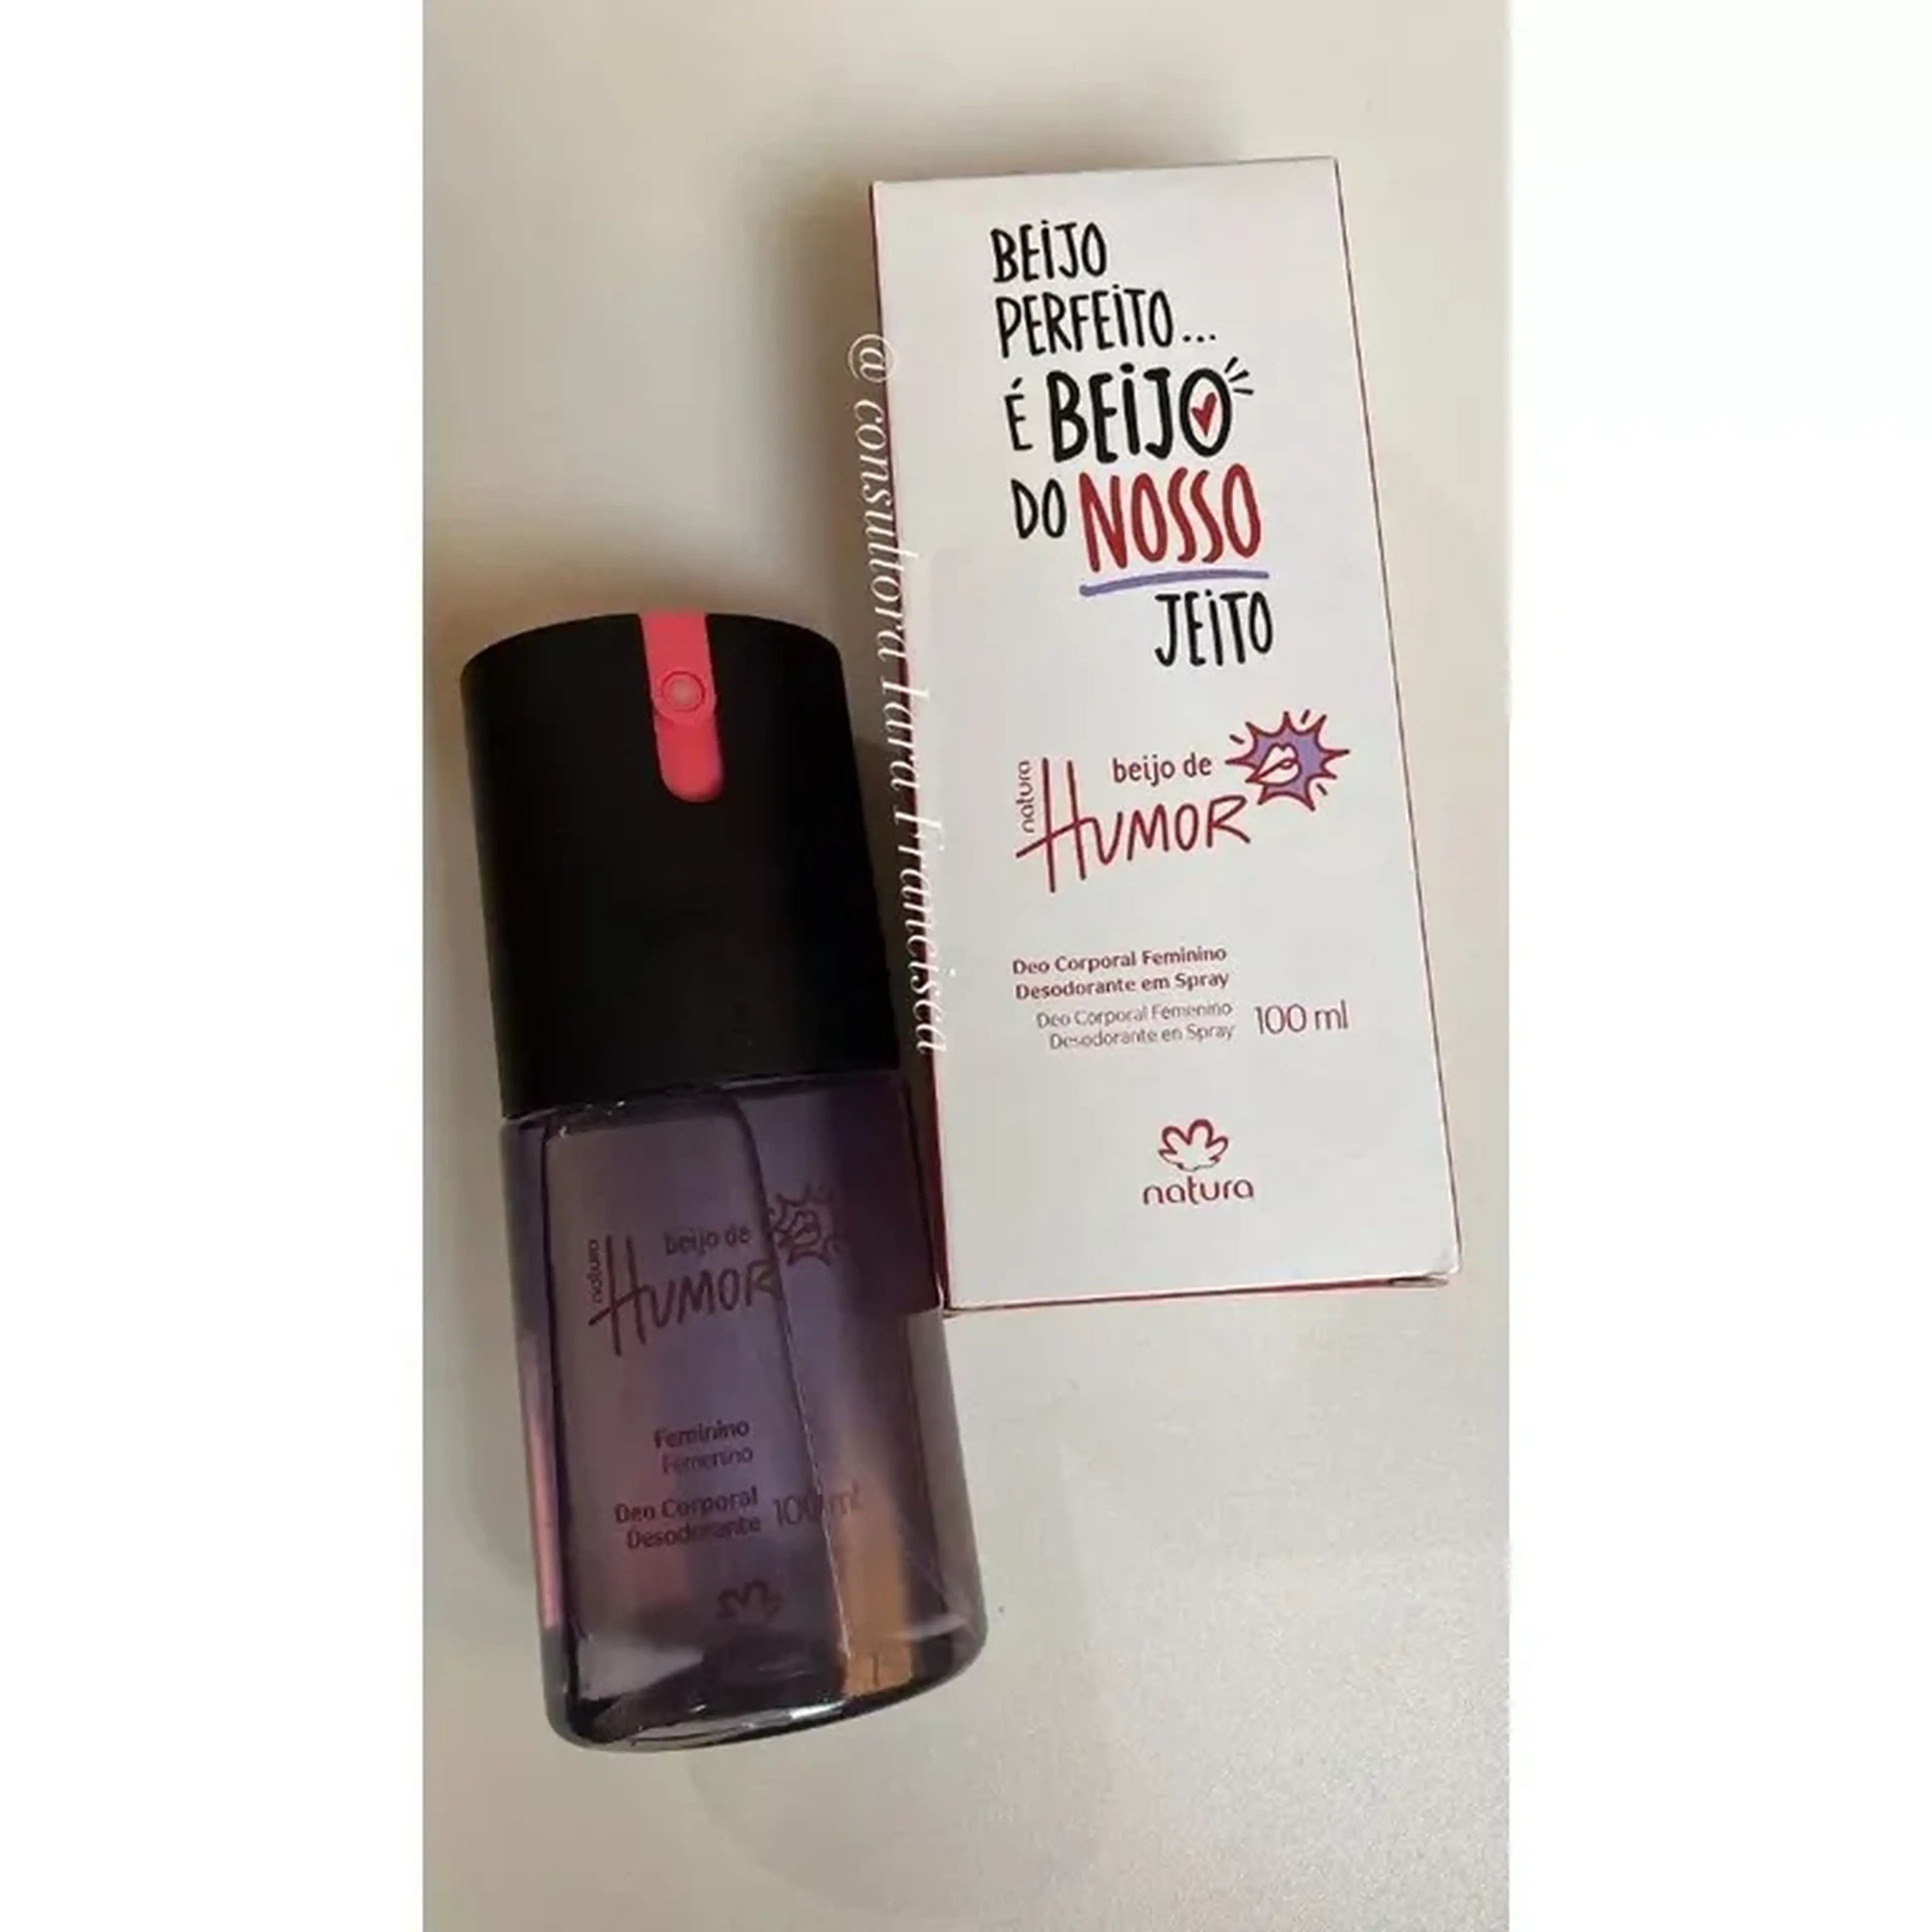 BEIJO
PERFEITO...
É BEIJO
DO NOSSO
JEITO
natura
beijo de
HUMOR
Deo Corporal Feminino
Desodorante em Spray
Deo Corporal Femenino
Desodorante en Spray
100 ml
natura
@ consultora Iara Francisca
natura
beijo de
HUMOR
Feminino
Femenino
Deo Corporal
Desodorante
100 ml